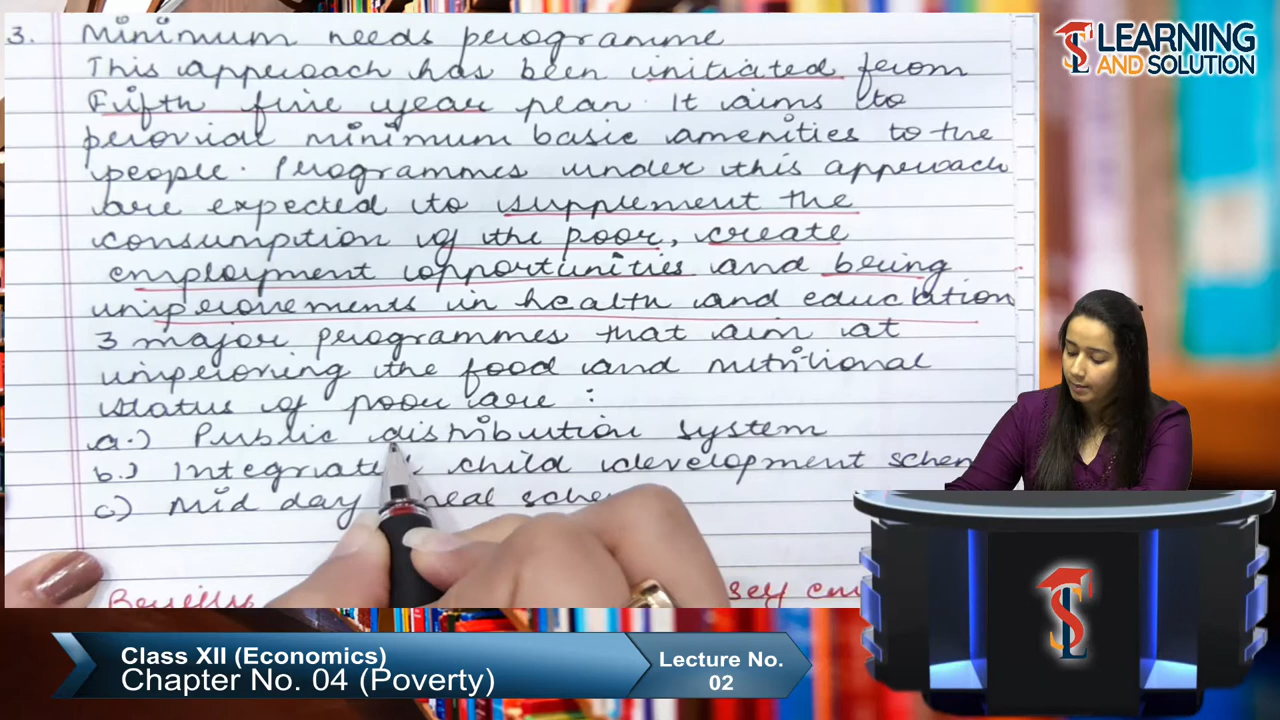 3. Minimum needs programme
This approach has been initiated from
Fifth five year plan. It aims to
provid minimum basic amenities to the
people. Programmes under this approach
are expected to supplement the
consumption of the poor, create
employment opportunities and being
improvements in health and education
3 major programmes that aim at
improving the food and nutritional
status of poor are :
a.) Public distribution system
b.) Integrated child development schem
c) Mid day meal sche
self em
LEARNING
AND SOLUTION
Class XII (Economics)
Chapter No. 04 (Poverty)
Lecture No.
02